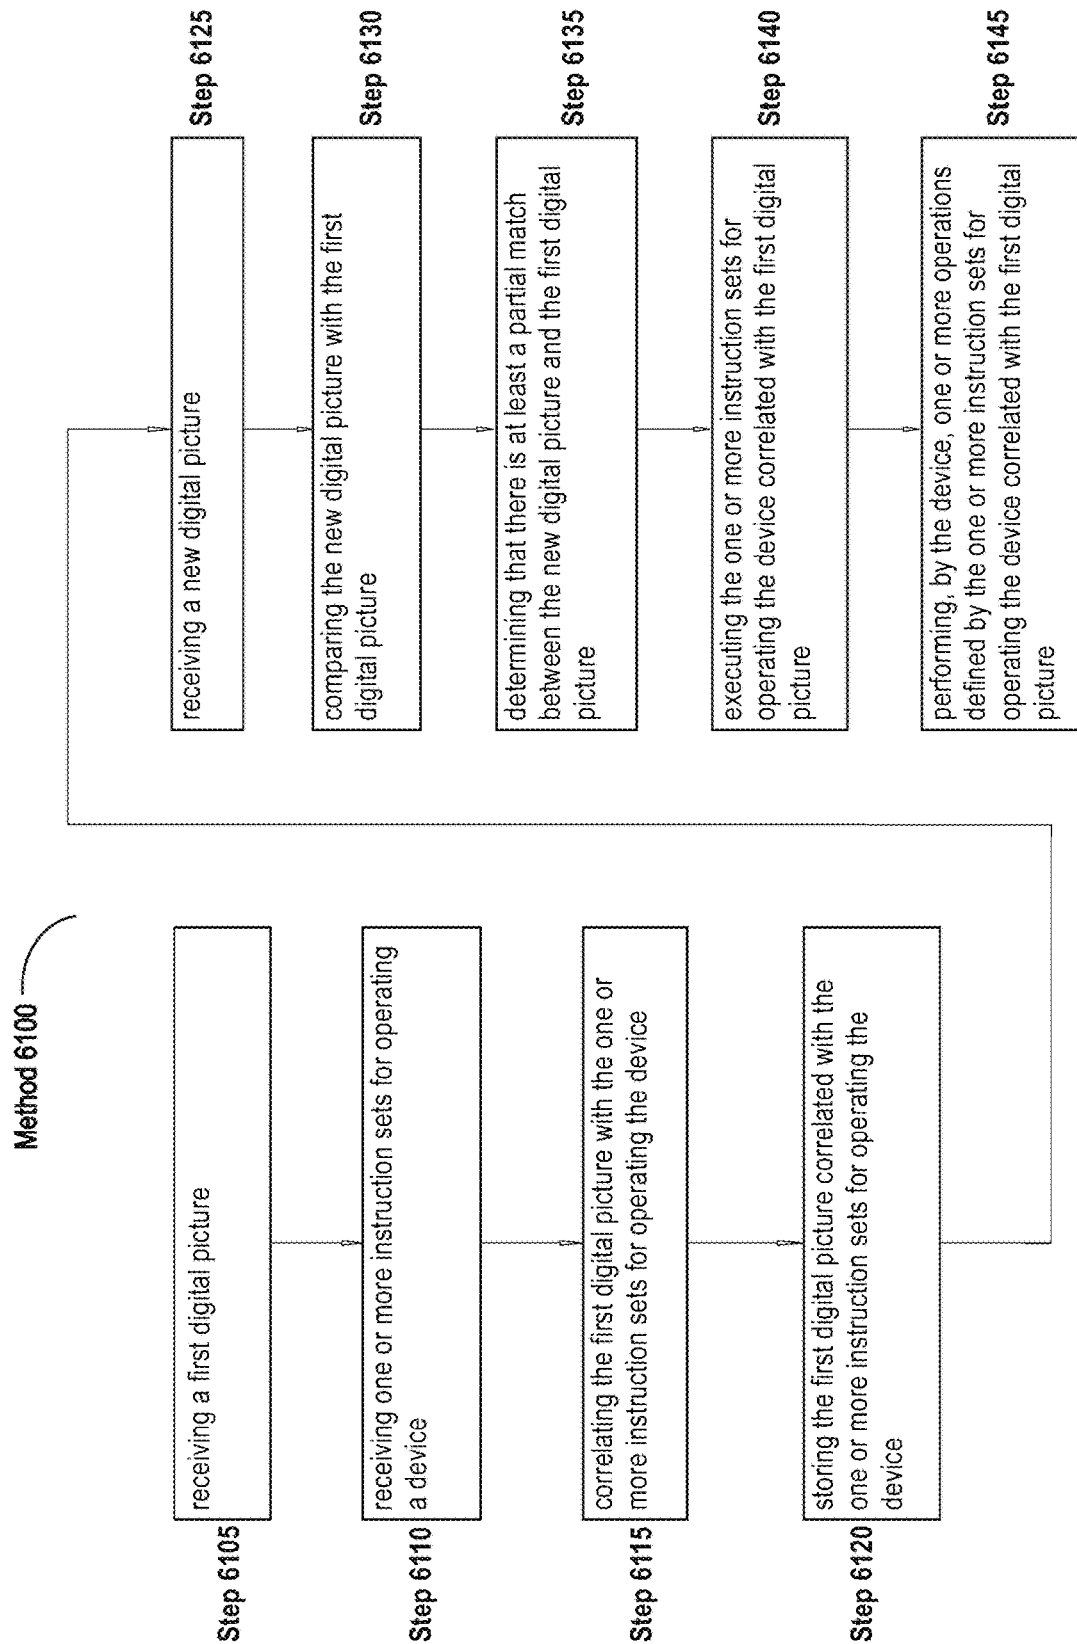 Method 6100
Step 6105
receiving a first digital picture
Step 6110
receiving one or more instruction sets for operating
a device
Step 6115
correlating the first digital picture with the one or
more instruction sets for operating the device
Step 6120
storing the first digital picture correlated with the
one or more instruction sets for operating the
device
receiving a new digital picture
Step 6125
comparing the new digital picture with the first
digital picture
Step 6130
determining that there is at least a partial match
between the new digital picture and the first digital
picture
Step 6135
executing the one or more instruction sets for
operating the device correlated with the first digital
picture
Step 6140
performing, by the device, one or more operations
defined by the one or more instruction sets for
operating the device correlated with the first digital
picture
Step 6145